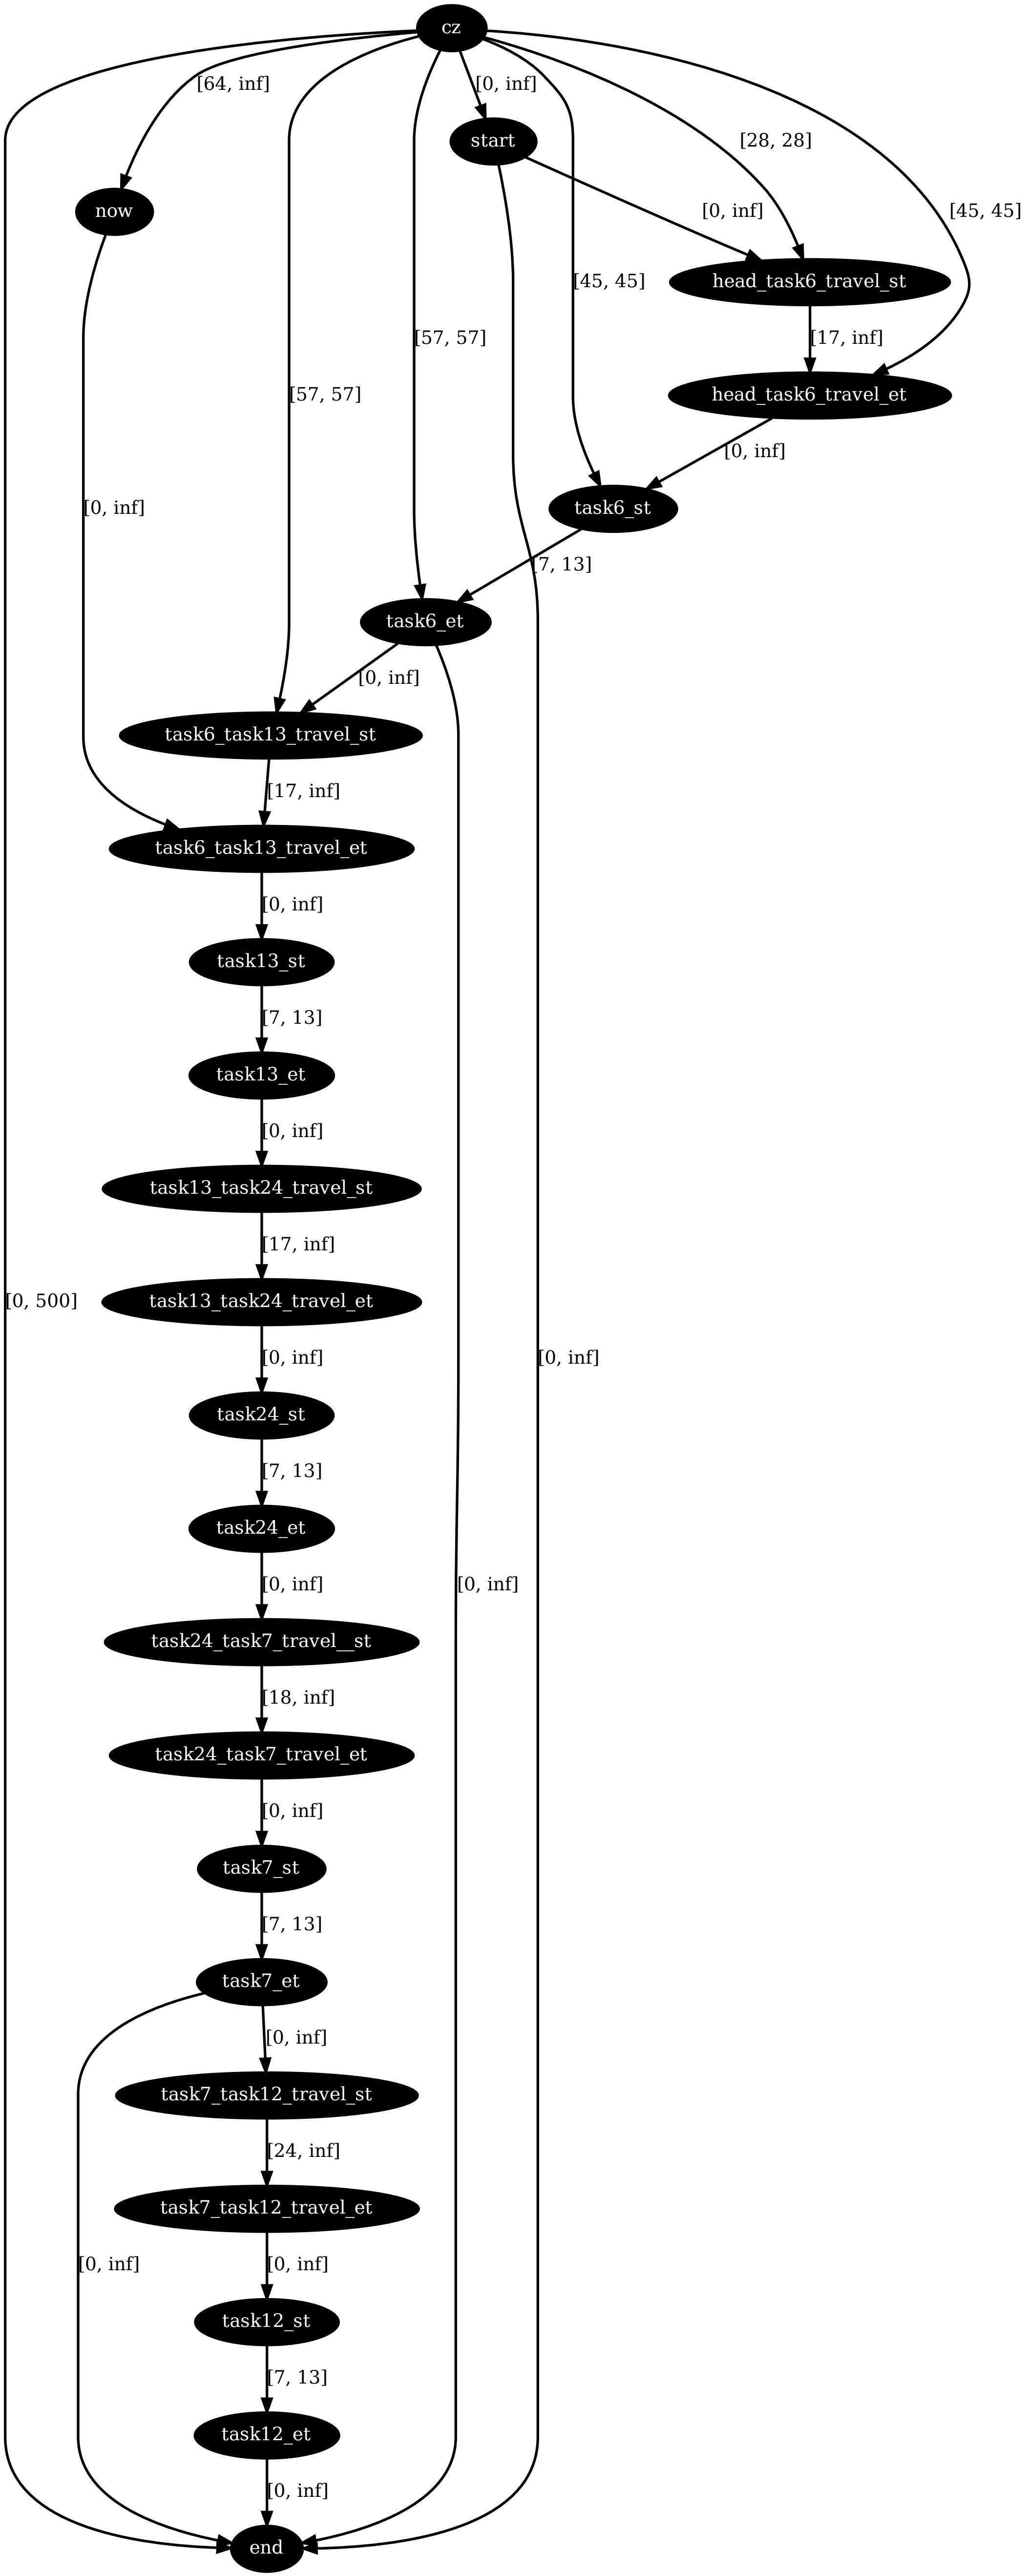 cz
[64, inf]
[0, inf]
start
[28, 28]
now
[0, inf]
[45, 45]
head_task6_travel_st
[45, 45]
[57, 57]
[17, inf]
[57, 57]
head_task6_travel_et
[0, inf]
[0, inf]
task6_st
[7, 13]
task6_et
[0, inf]
task6_task13_travel_st
[17, inf]
task6_task13_travel_et
[0, inf]
task13_st
[7, 13]
task13_et
[0, inf]
task13_task24_travel_st
[17, inf]
task13_task24_travel_et
[0, 500]
[0, inf]
[0, inf]
task24_st
[7, 13]
task24_et
[0, inf]
[0, inf]
task24_task7_travel__st
[18, inf]
task24_task7_travel_et
[0, inf]
task7_st
[7, 13]
task7_et
[0, inf]
task7_task12_travel_st
[24, inf]
task7_task12_travel_et
[0, inf]
[0, inf]
task12_st
[7, 13]
task12_et
[0, inf]
end